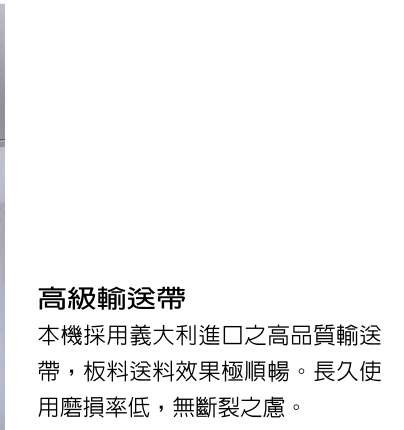 高級輸送帶
本機採用義大利進口之高品質輸送
帶，板料送料效果極順暢。長久使
用磨損率低，無斷裂之慮。